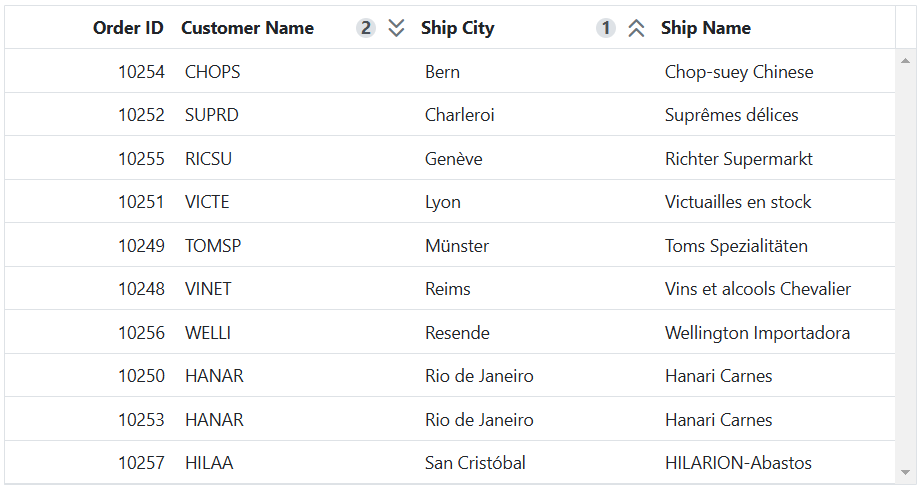 Order ID Customer Name 2 Ship City 1 Ship Name
10254 CHOPS Bern Chop-suey Chinese
10252 SUPRD Charleroi Suprêmes délices
10255 RICSU Genève Richter Supermarkt
10251 VICTE Lyon Victuailles en stock
10249 TOMSP Münster Toms Spezialitäten
10248 VINET Reims Vins et alcools Chevalier
10256 WELLI Resende Wellington Importadora
10250 HANAR Rio de Janeiro Hanari Carnes
10253 HANAR Rio de Janeiro Hanari Carnes
10257 HILAA San Cristóbal HILARION-Abastos